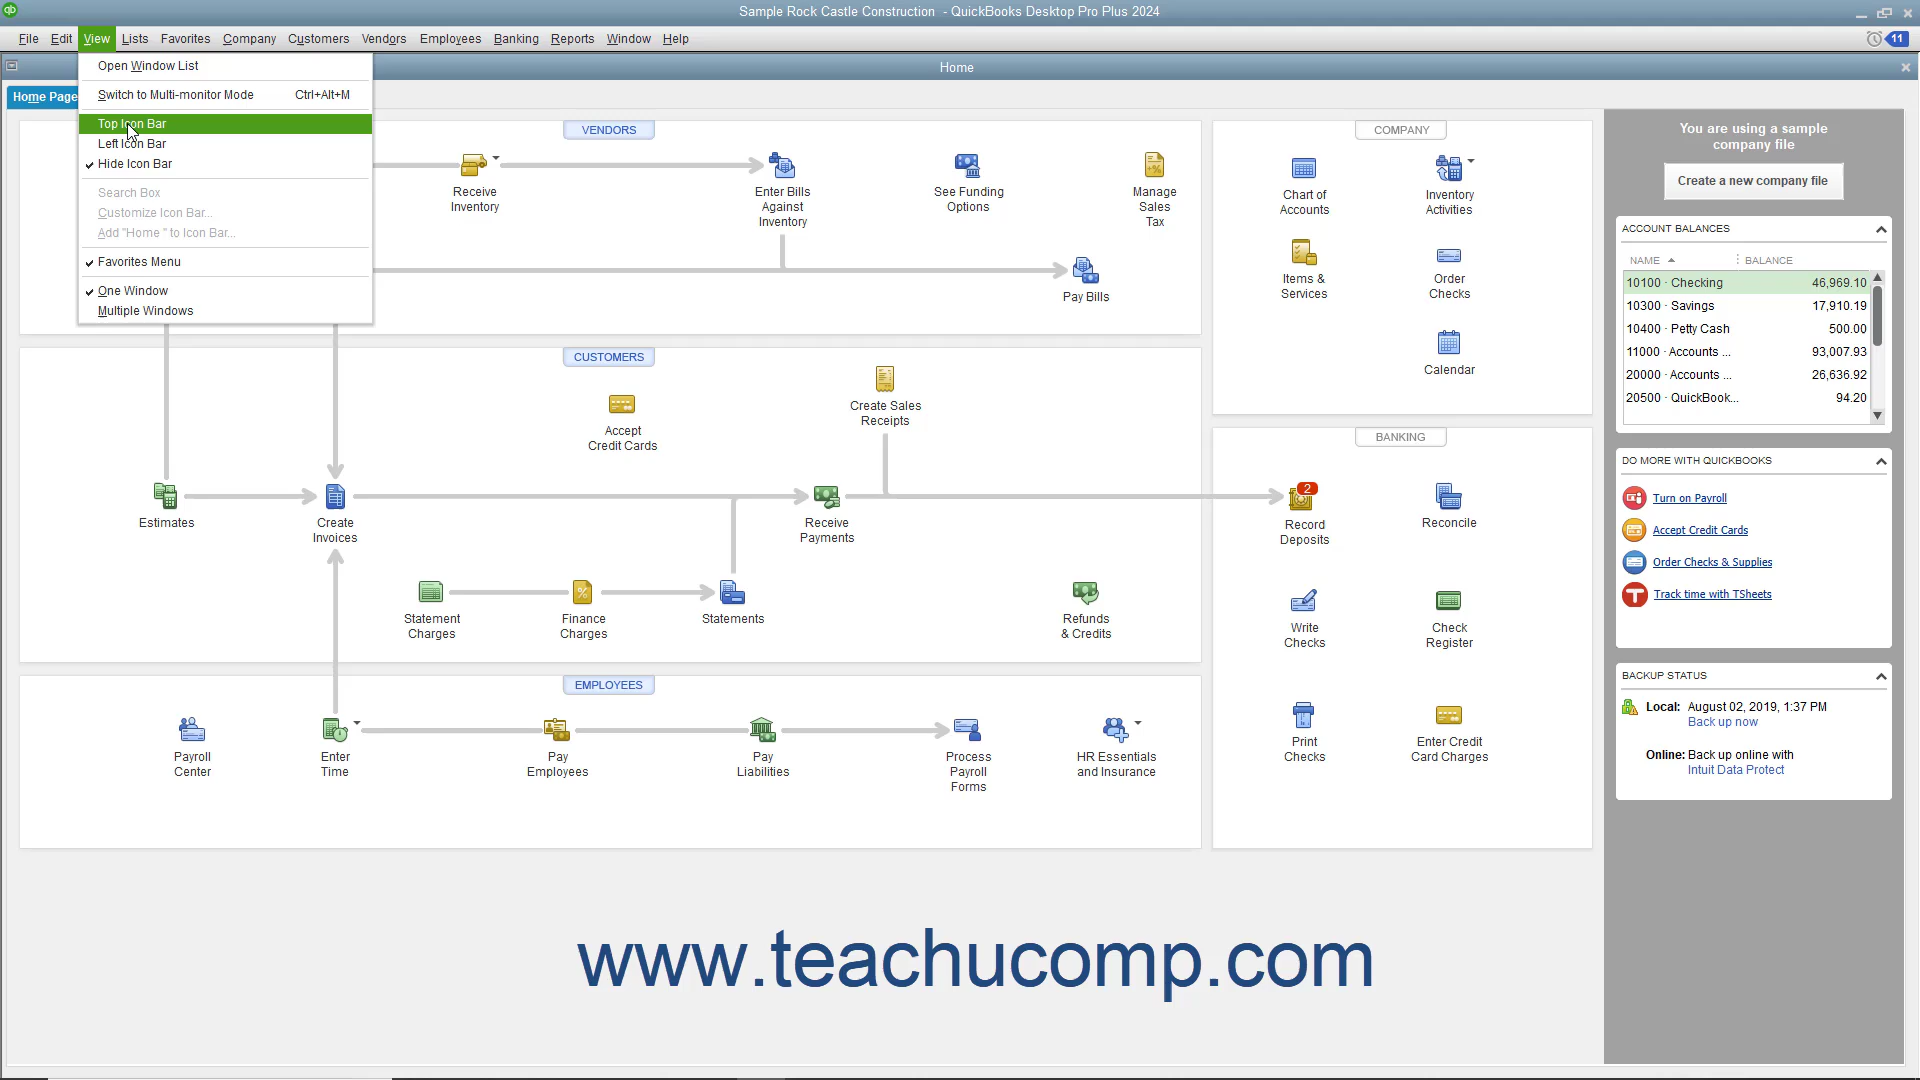 Sample Rock Castle Construction - QuickBooks Desktop Pro Plus 2024
File Edit View Lists Favorites Company Customers Vendors Employees Banking Reports Window Help
11
Home
Home Page
Open Window List
Switch to Multi-monitor Mode Ctrl+Alt+M
Top Icon Bar
Left Icon Bar
Hide Icon Bar
Search Box
Customize Icon Bar...
Add "Home " to Icon Bar...
Favorites Menu
One Window
Multiple Windows
VENDORS
Receive
Inventory
Enter Bills
Against
Inventory
See Funding
Options
Manage
Sales
Tax
Pay Bills
CUSTOMERS
Accept
Credit Cards
Create Sales
Receipts
Estimates
Create
Invoices
Receive
Payments
Statement
Charges
Finance
Charges
Statements
Refunds
& Credits
EMPLOYEES
Payroll
Center
Enter
Time
Pay
Employees
Pay
Liabilities
Process
Payroll
Forms
HR Essentials
and Insurance
COMPANY
Chart of
Accounts
Inventory
Activities
Items &
Services
Order
Checks
Calendar
BANKING
2
Record
Deposits
Reconcile
Write
Checks
Check
Register
Print
Checks
Enter Credit
Card Charges
You are using a sample
company file
Create a new company file
ACCOUNT BALANCES
NAME BALANCE
10100 · Checking 46,969.10
10300 · Savings 17,910.19
10400 · Petty Cash 500.00
11000 · Accounts ... 93,007.93
20000 · Accounts ... 26,636.92
20500 · QuickBook... 94.20
DO MORE WITH QUICKBOOKS
Turn on Payroll
Accept Credit Cards
Order Checks & Supplies
Track time with TSheets
BACKUP STATUS
Local: August 02, 2019, 1:37 PM
Back up now
Online: Back up online with
Intuit Data Protect
www.teachucomp.com